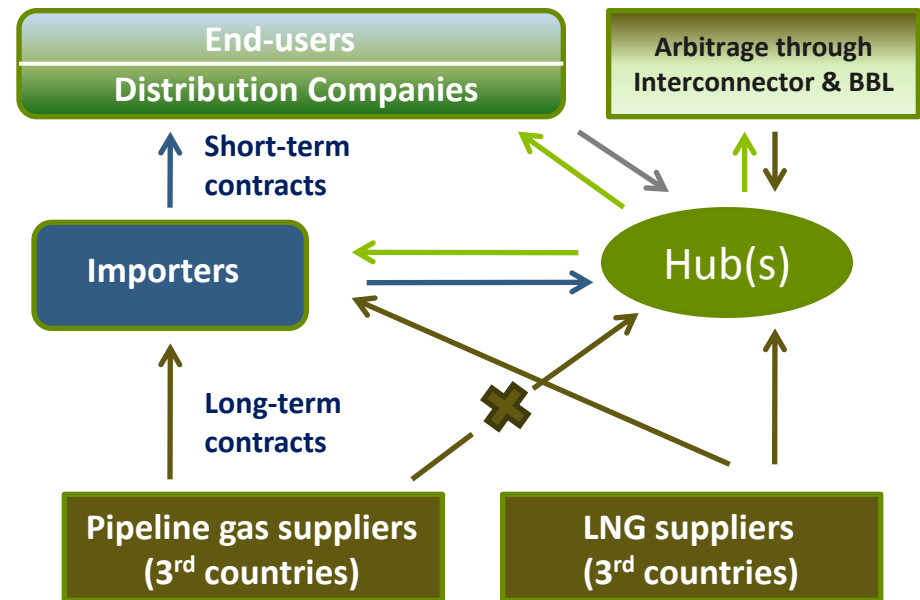 End-users
Distribution Companies
Arbitrage through
Interconnector & BBL
Short-term
contracts
Importers
Hub(s)
Long-term
contracts
Pipeline gas suppliers
(3rd countries)
LNG suppliers
(3rd countries)